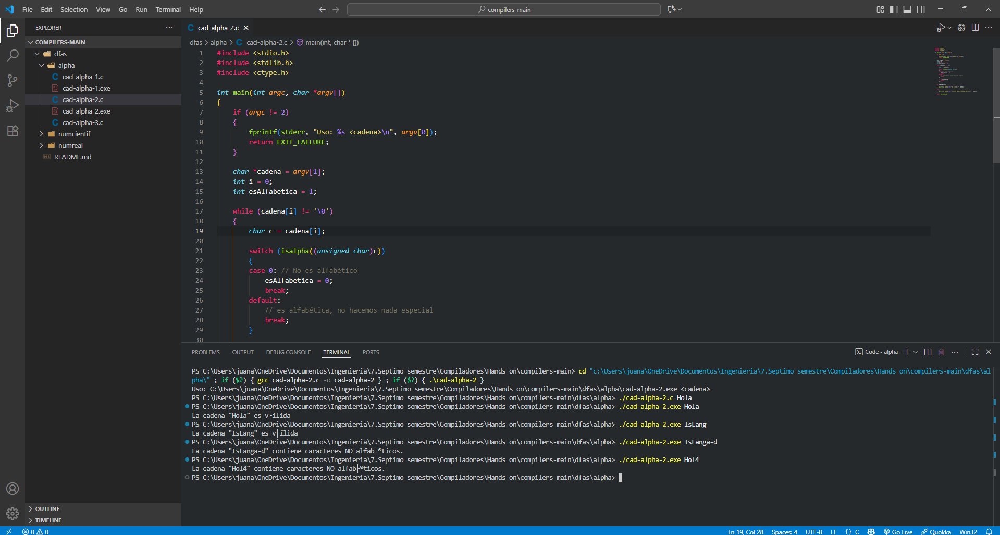 File Edit Selection View Go Run Terminal Help
compilers-main
EXPLORER
COMPILERS-MAIN
dfas
alpha
cad-alpha-1.c
cad-alpha-1.exe
cad-alpha-2.c
cad-alpha-2.exe
cad-alpha-3.c
numcientif
numreal
README.md
OUTLINE
TIMELINE
cad-alpha-2.c
dfas > alpha > cad-alpha-2.c > main(int, char * [])
1 #include <stdio.h>
2 #include <stdlib.h>
3 #include <ctype.h>
4
5 int main(int argc, char *argv[])
6 {
7 if (argc != 2)
8 {
9 fprintf(stderr, "Uso: %s <cadena>\n", argv[0]);
10 return EXIT_FAILURE;
11 }
12
13 char *cadena = argv[1];
14 int i = 0;
15 int esAlfabetica = 1;
16
17 while (cadena[i] != '\0')
18 {
19 char c = cadena[i];
20
21 switch (isalpha((unsigned char)c))
22 {
23 case 0: // No es alfabético
24 esAlfabetica = 0;
25 break;
26 default:
27 // es alfabética, no hacemos nada especial
28 break;
29 }
30
PROBLEMS OUTPUT DEBUG CONSOLE TERMINAL PORTS
Code - alpha
PS C:\Users\juana\OneDrive\Documentos\Ingenieria\7.Septimo semestre\Compiladores\Hands on\compilers-main> cd "c:\Users\juana\OneDrive\Documentos\Ingenieria\7.Septimo semestre\Compiladores\Hands on\compilers-main\dfas\al
pha\" ; if ($?) { gcc cad-alpha-2.c -o cad-alpha-2 } ; if ($?) { .\cad-alpha-2 }
Uso: C:\Users\juana\OneDrive\Documentos\Ingenieria\7.Septimo semestre\Compiladores\Hands on\compilers-main\dfas\alpha\cad-alpha-2.exe <cadena>
PS C:\Users\juana\OneDrive\Documentos\Ingenieria\7.Septimo semestre\Compiladores\Hands on\compilers-main\dfas\alpha> ./cad-alpha-2.c Hola
PS C:\Users\juana\OneDrive\Documentos\Ingenieria\7.Septimo semestre\Compiladores\Hands on\compilers-main\dfas\alpha> ./cad-alpha-2.exe Hola
La cadena "Hola" es v├ílida
PS C:\Users\juana\OneDrive\Documentos\Ingenieria\7.Septimo semestre\Compiladores\Hands on\compilers-main\dfas\alpha> ./cad-alpha-2.exe IsLang
La cadena "IsLang" es v├ílida
PS C:\Users\juana\OneDrive\Documentos\Ingenieria\7.Septimo semestre\Compiladores\Hands on\compilers-main\dfas\alpha> ./cad-alpha-2.exe IsLanga-d
La cadena "IsLanga-d" contiene caracteres NO alfab├®ticos.
PS C:\Users\juana\OneDrive\Documentos\Ingenieria\7.Septimo semestre\Compiladores\Hands on\compilers-main\dfas\alpha> ./cad-alpha-2.exe Hol4
La cadena "Hol4" contiene caracteres NO alfab├®ticos.
PS C:\Users\juana\OneDrive\Documentos\Ingenieria\7.Septimo semestre\Compiladores\Hands on\compilers-main\dfas\alpha>
0 0 Ln 19, Col 28 Spaces: 4 UTF-8 LF {} C Go Live Quokka Win32